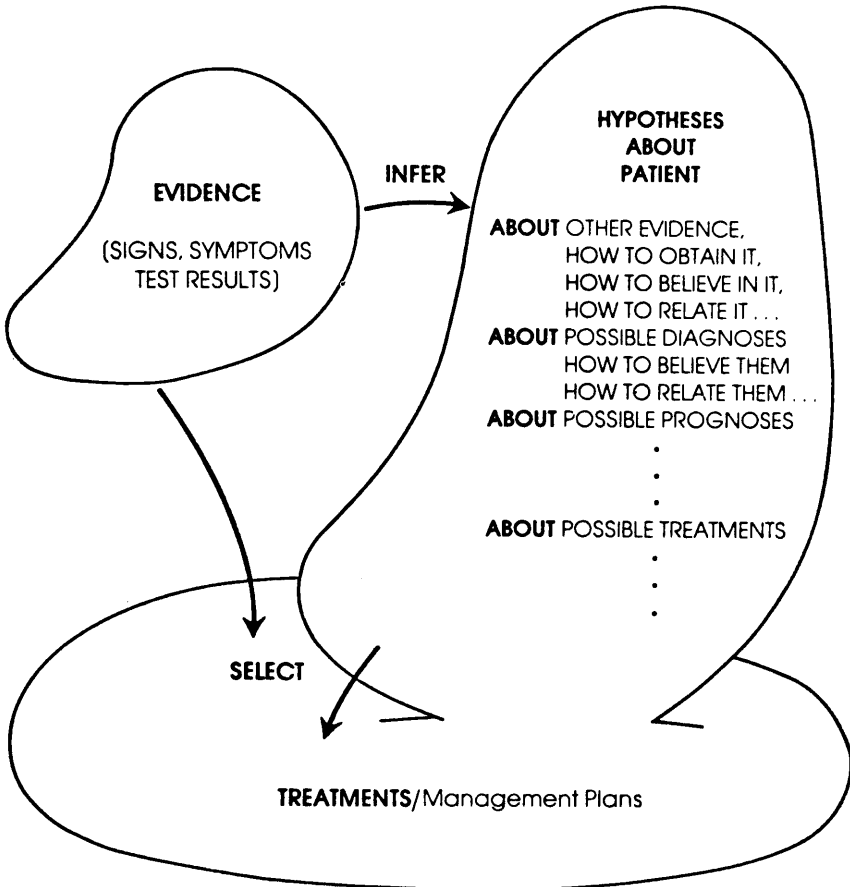 EVIDENCE
(SIGNS, SYMPTOMS
TEST RESULTS)
INFER
HYPOTHESES
ABOUT
PATIENT
ABOUT OTHER EVIDENCE,
HOW TO OBTAIN IT,
HOW TO BELIEVE IN IT,
HOW TO RELATE IT . . .
ABOUT POSSIBLE DIAGNOSES
HOW TO BELIEVE THEM
HOW TO RELATE THEM . . .
ABOUT POSSIBLE PROGNOSES
.
.
.
ABOUT POSSIBLE TREATMENTS
.
.
.
SELECT
TREATMENTS/Management Plans